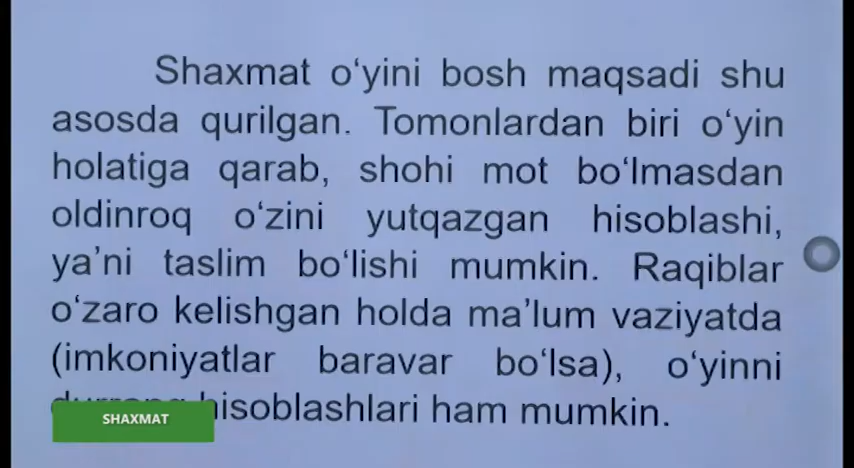 Shaxmat o‘yini bosh maqsadi shu
asosda qurilgan. Tomonlardan biri o‘yin
holatiga qarab, shohi mot bo‘lmasdan
oldinroq o‘zini yutqazgan hisoblashi,
ya’ni taslim bo‘lishi mumkin. Raqiblar
o‘zaro kelishgan holda ma’lum vaziyatda
(imkoniyatlar baravar bo‘lsa), o‘yinni
hisoblashlari ham mumkin.
SHAXMAT